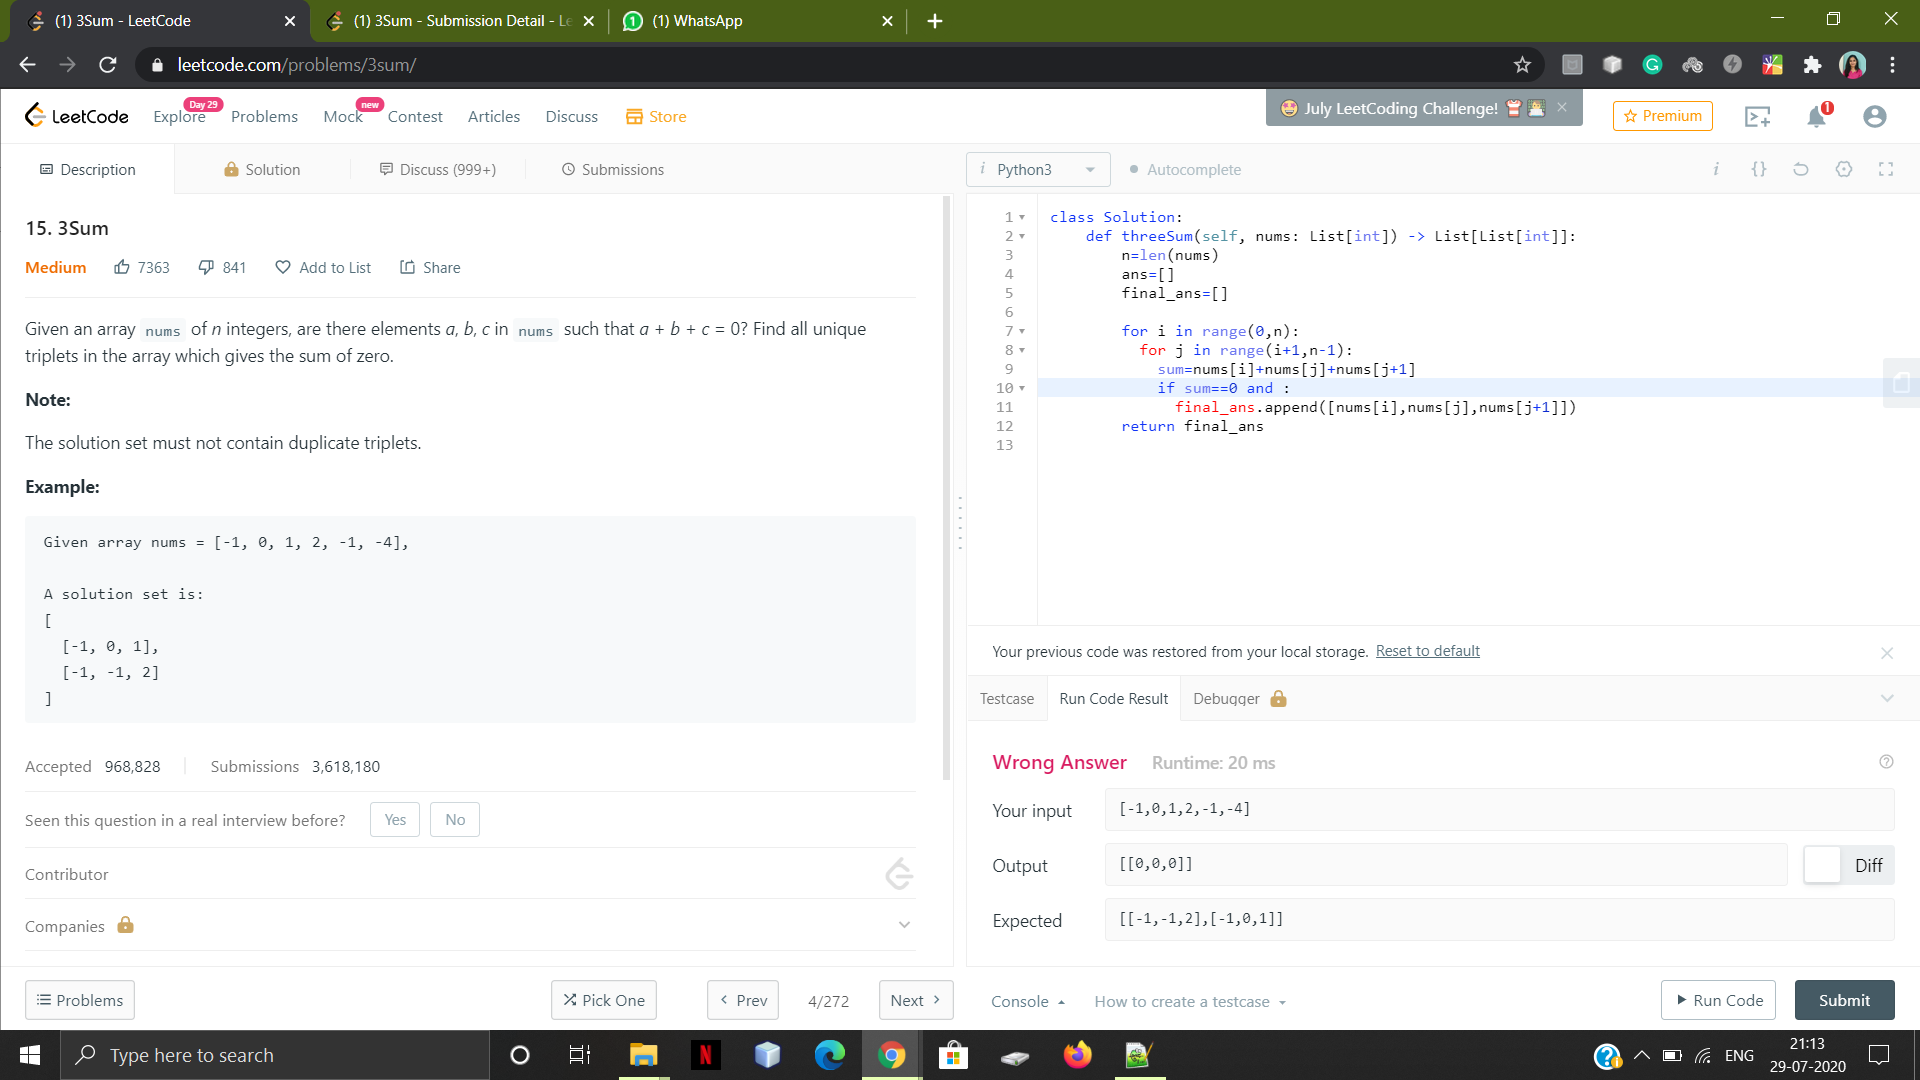 (1) 3Sum - LeetCode
(1) 3Sum - Submission Detail - Le
(1) WhatsApp
leetcode.com/problems/3sum/
LeetCode
Explore
Day 29
Problems
Mock
new
Contest
Articles
Discuss
Store
July LeetCoding Challenge!
Premium
1
Description
Solution
Discuss (999+)
Submissions
Python3
Autocomplete
15. 3Sum
Medium
7363
841
Add to List
Share
Given an array nums of n integers, are there elements a, b, c in nums such that a + b + c = 0? Find all unique
triplets in the array which gives the sum of zero.
Note:
The solution set must not contain duplicate triplets.
Example:
Given array nums = [-1, 0, 1, 2, -1, -4],
A solution set is:
[
[-1, 0, 1],
[-1, -1, 2]
]
Accepted 968,828
Submissions 3,618,180
Seen this question in a real interview before?
Yes
No
Contributor
Companies
Problems
Pick One
Prev
4/272
Next
1 class Solution:
2 def threeSum(self, nums: List[int]) -> List[List[int]]:
3 n=len(nums)
4 ans=[]
5 final_ans=[]
6
7 for i in range(0,n):
8 for j in range(i+1,n-1):
9 sum=nums[i]+nums[j]+nums[j+1]
10 if sum==0 and :
11 final_ans.append([nums[i],nums[j],nums[j+1]])
12 return final_ans
13
Your previous code was restored from your local storage. Reset to default
Testcase
Run Code Result
Debugger
Wrong Answer
Runtime: 20 ms
Your input
[-1,0,1,2,-1,-4]
Output
[[0,0,0]]
Diff
Expected
[[-1,-1,2],[-1,0,1]]
Console
How to create a testcase
Run Code
Submit
Type here to search
ENG
21:13
29-07-2020